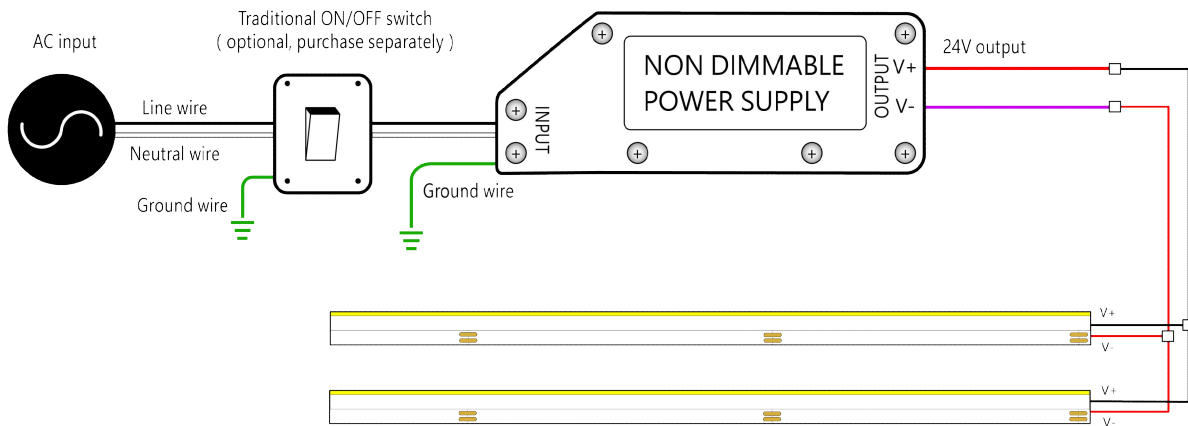 Traditional ON/OFF switch
( optional, purchase separately )
AC input
24V output
NON DIMMABLE
POWER SUPPLY
OUTPUT
V+
V-
INPUT
Line wire
Neutral wire
Ground wire
Ground wire
V+
V-
V+
V-